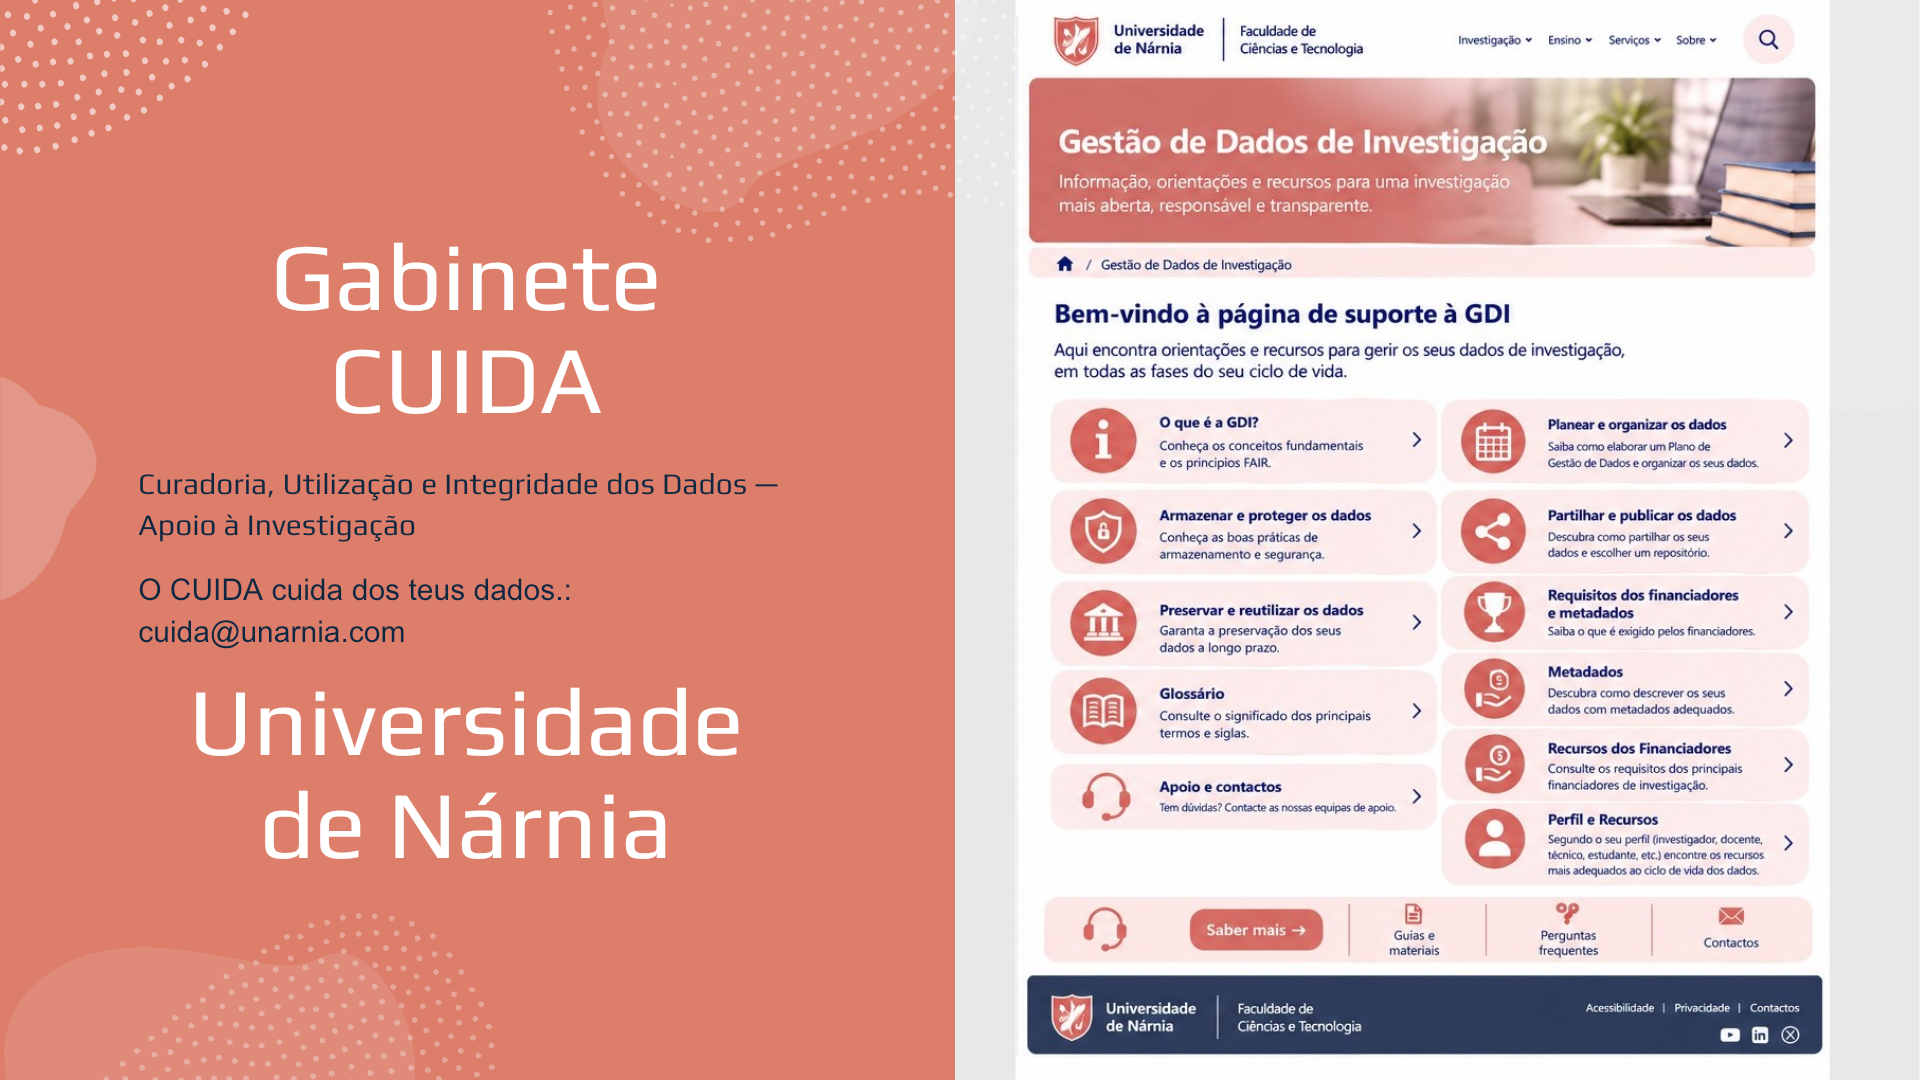 Gabinete
CUIDA
Curadoria, Utilização e Integridade dos Dados —
Apoio à Investigação
O CUIDA cuida dos teus dados.:
cuida@unarnia.com
Universidade
de Nárnia
Universidade
de Nárnia
Faculdade de
Ciências e Tecnologia
Investigação
Ensino
Serviços
Sobre
Gestão de Dados de Investigação
Informação, orientações e recursos para uma investigação
mais aberta, responsável e transparente.
/ Gestão de Dados de Investigação
Bem-vindo à página de suporte à GDI
Aqui encontra orientações e recursos para gerir os seus dados de investigação,
em todas as fases do seu ciclo de vida.
O que é a GDI?
Conheça os conceitos fundamentais
e os principios FAIR.
Armazenar e proteger os dados
Conheça as boas práticas de
armazenamento e segurança.
Preservar e reutilizar os dados
Garanta a preservação dos seus
dados a longo prazo.
Glossário
Consulte o significado dos principais
termos e siglas.
Apoio e contactos
Tem dúvidas? Contacte as nossas equipas de apoio.
Planear e organizar os dados
Saiba como elaborar um Plano de
Gestão de Dados e organizar os seus dados.
Partilhar e publicar os dados
Descubra como partilhar os seus
dados e escolher um repositório.
Requisitos dos financiadores
e metadados
Saiba o que é exigido pelos financiadores.
Metadados
Descubra como descrever os seus
dados com metadados adequados.
Recursos dos Financiadores
Consulte os requisitos dos principais
financiadores de investigação.
Perfil e Recursos
Segundo o seu perfil (investigador, docente,
técnico, estudante, etc.) encontre os recursos
mais adequados ao ciclo de vida dos dados.
Saber mais →
Guias e
materiais
Perguntas
frequentes
Contactos
Universidade
de Nárnia
Faculdade de
Ciências e Tecnologia
Acessibilidade | Privacidade | Contactos